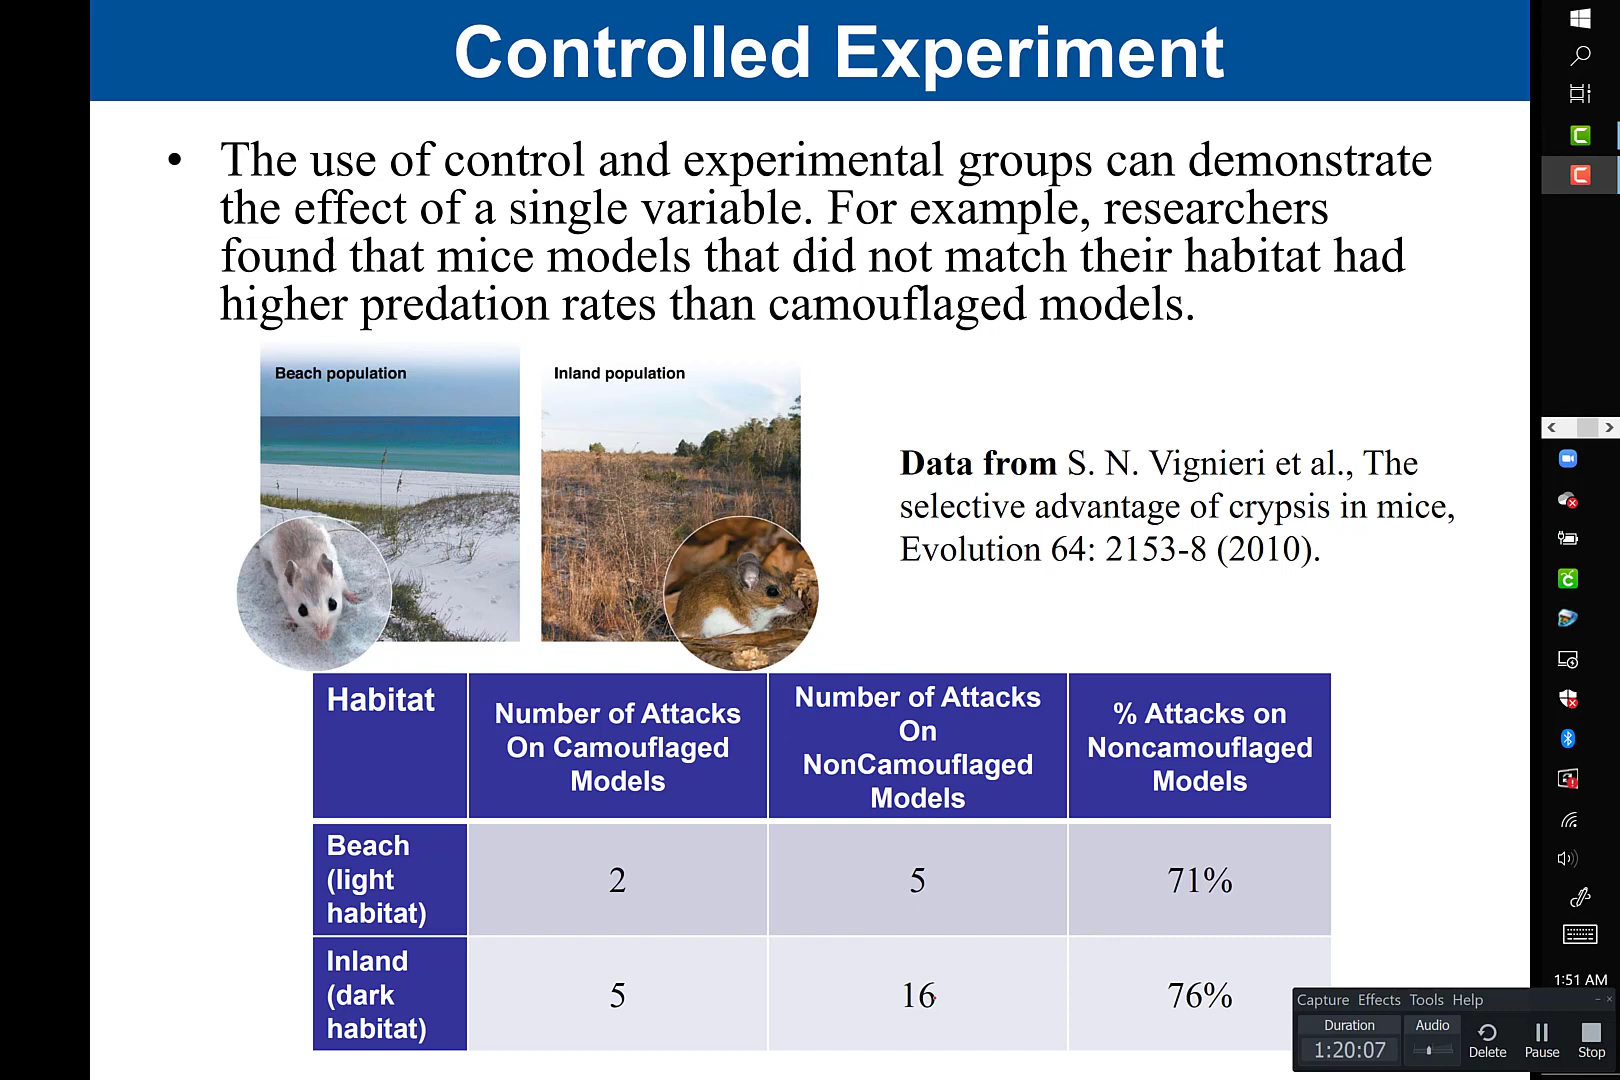 Controlled Experiment
• The use of control and experimental groups can demonstrate
the effect of a single variable. For example, researchers
found that mice models that did not match their habitat had
higher predation rates than camouflaged models.
Beach population
Inland population
Data from S. N. Vignieri et al., The
selective advantage of crypsis in mice,
Evolution 64: 2153-8 (2010).
Habitat
Number of Attacks
On Camouflaged
Models
Number of Attacks
On
NonCamouflaged
Models
% Attacks on
Noncamouflaged
Models
Beach
(light
habitat)
2
5
71%
Inland
(dark
habitat)
5
16
76%
1:51 AM
Capture Effects Tools Help
Duration
1:20:07
Audio
Delete
Pause
Stop